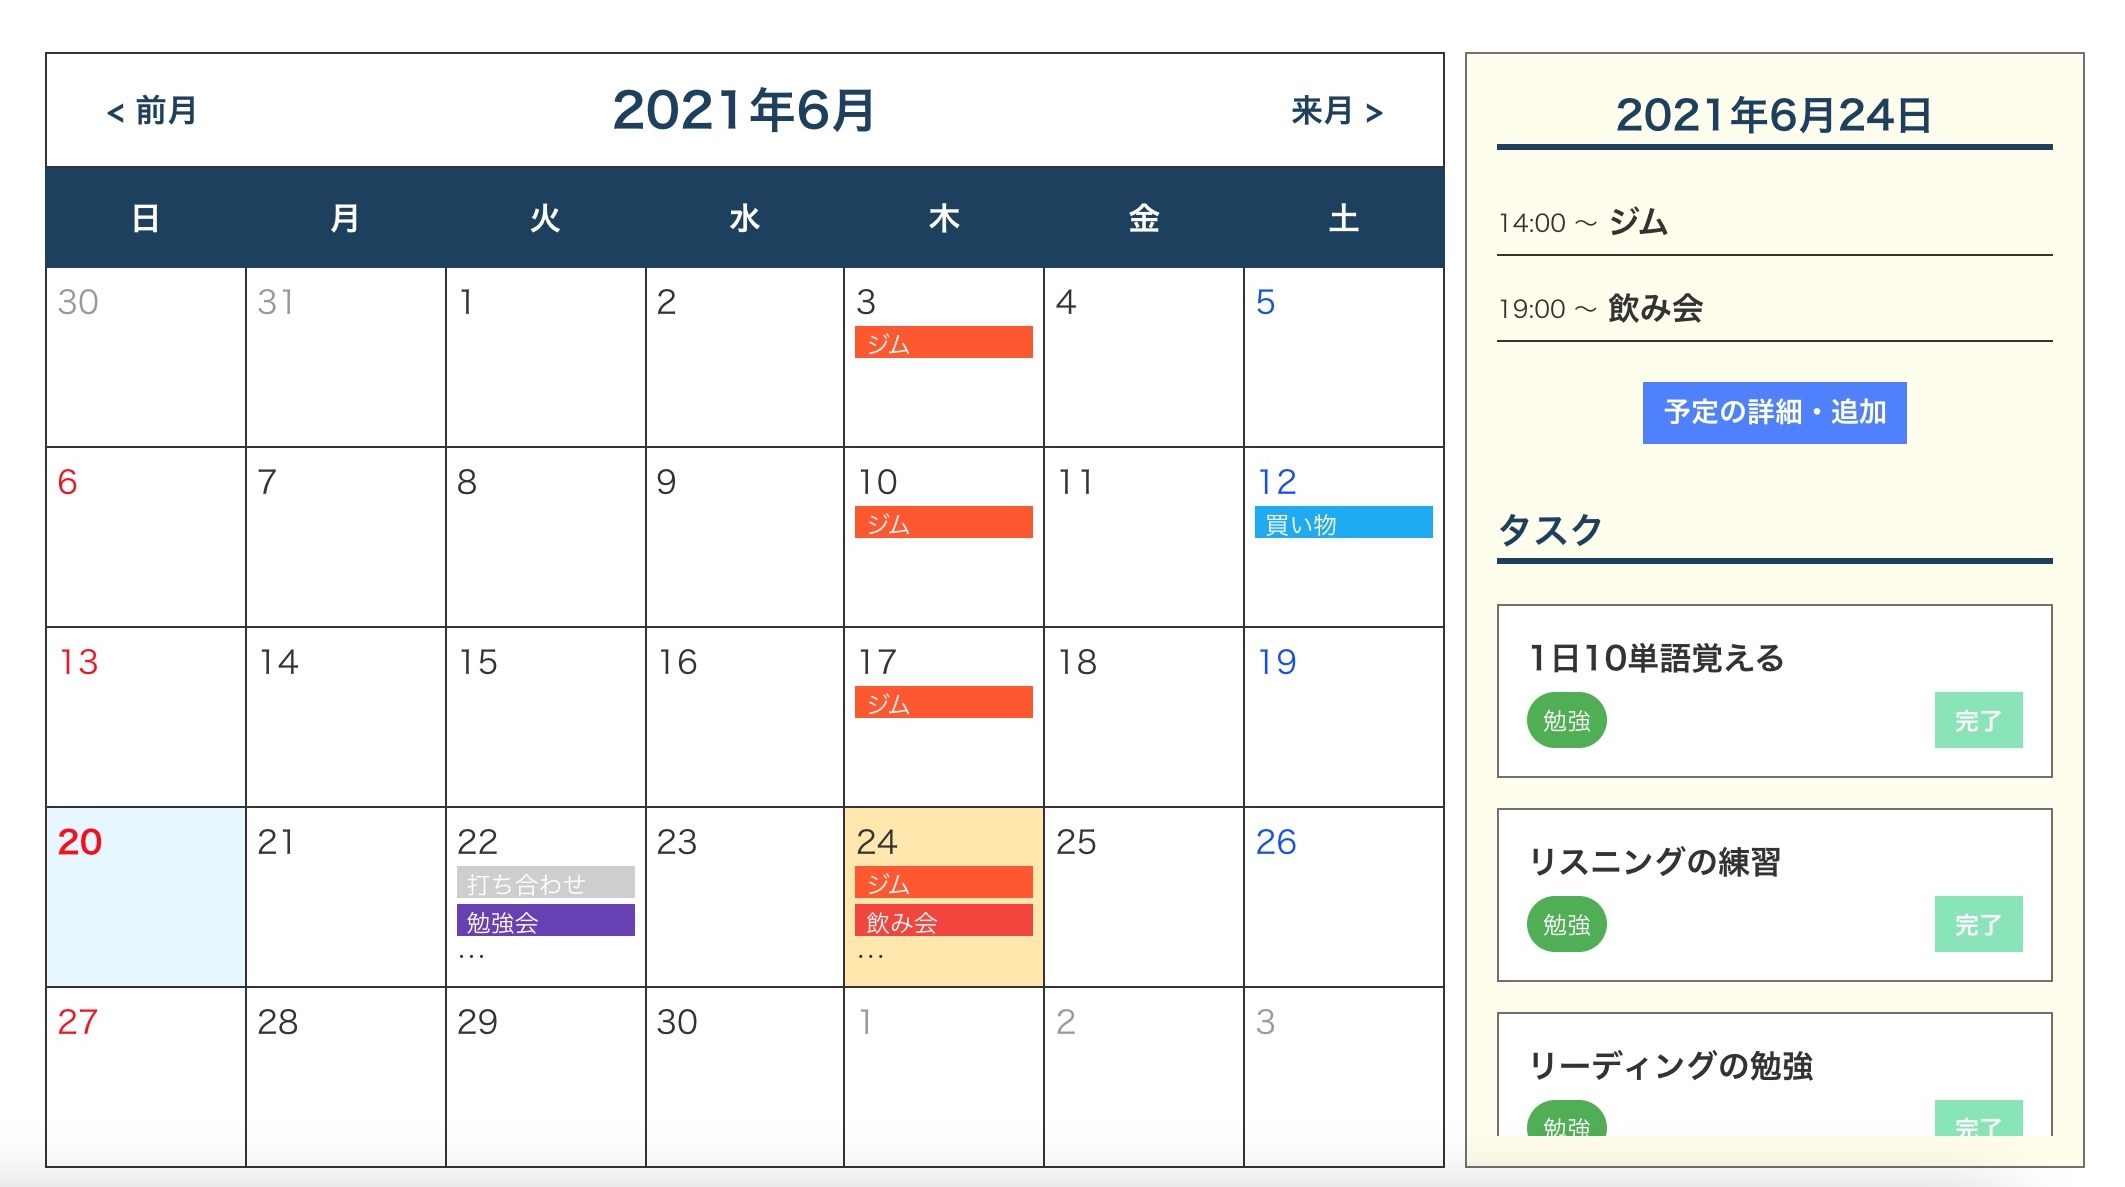 < 前月 2021年6月 来月 >
日 月 火 水 木 金 土
30 31 1 2 3 4 5
ジム
6 7 8 9 10 11 12
ジム 買い物
13 14 15 16 17 18 19
ジム
20 21 22 23 24 25 26
打ち合わせ ジム
勉強会 飲み会
... ...
27 28 29 30 1 2 3
2021年6月24日
14:00 〜 ジム
19:00 〜 飲み会
予定の詳細・追加
タスク
1日10単語覚える
勉強 完了
リスニングの練習
勉強 完了
リーディングの勉強
勉強 完了